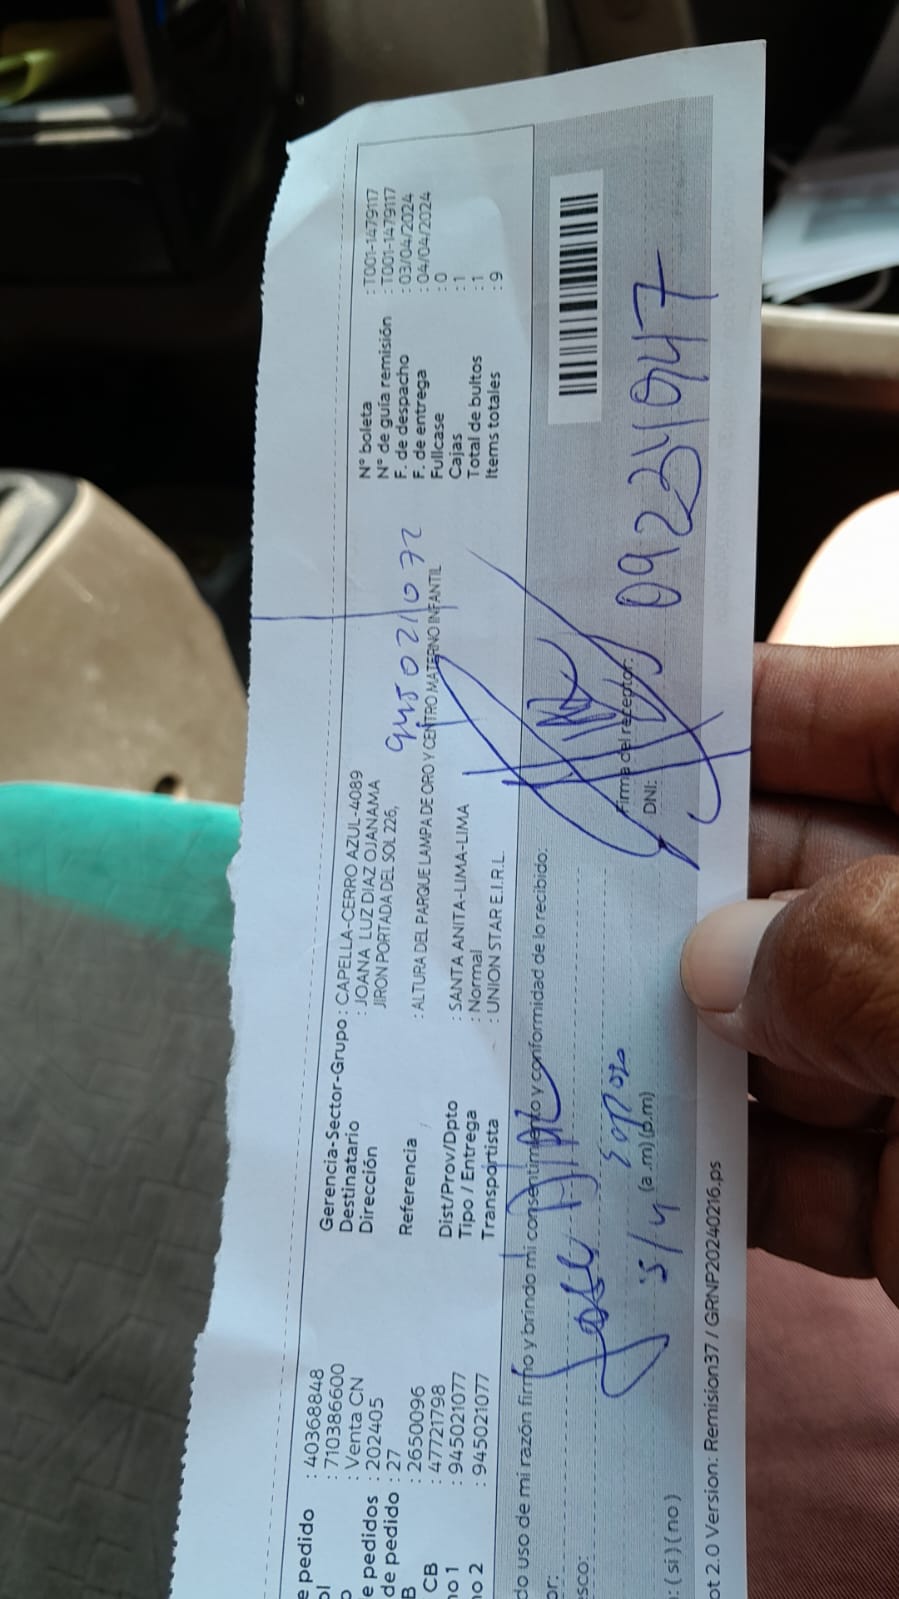 e pedido : 40368848
ol : 710386600
o : Venta CN
e pedidos : 202405
de pedido : 27
B : 2650096
CB : 47721798
no 1 : 945021077
no 2 : 945021077
Gerencia-Sector-Grupo : CAPELLA-CERRO AZUL-4089
Destinatario : JOANA LUZ DIAZ OJANAMA
Dirección JIRON PORTADA DEL SOL 226,
945021072
Referencia : ALTURA DEL PARQUE LAMPA DE ORO Y CENTRO MATERNO INFANTIL
Dist/Prov/Dpto : SANTA ANITA-LIMA-LIMA
Tipo / Entrega : Normal
Transportista : UNION STAR E.I.R.L.
N° boleta : T001-1479117
N° de guía remisión : T001-1479117
F. de despacho : 03/04/2024
F. de entrega : 04/04/2024
Fullcase : 0
Cajas : 1
Total de bultos : 1
Items totales : 9
do uso de mi razón firmo y brindo mi consentimiento y conformidad de lo recibido:
or:
sco:
5/4 (a.m) (p.m)
: ( si ) ( no )
Firma del receptor:
DNI: 09234947
ot 2.0 Version: Remision37 / GRNP20240216.ps